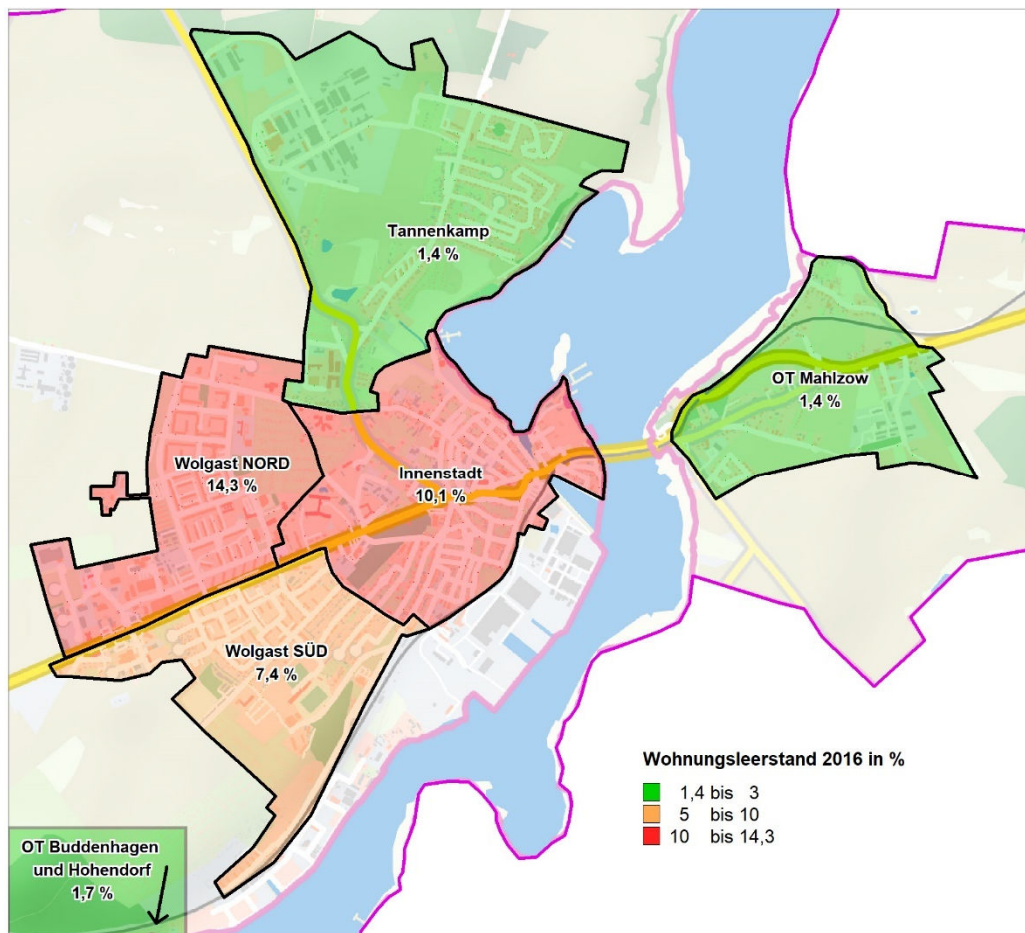 Tannenkamp
1,4 %
OT Mahlzow
1,4 %
Wolgast NORD
14,3 %
Innenstadt
10,1 %
Wolgast SÜD
7,4 %
Wohnungsleerstand 2016 in %
1,4 bis 3
5 bis 10
10 bis 14,3
OT Buddenhagen
und Hohendorf
1,7 %